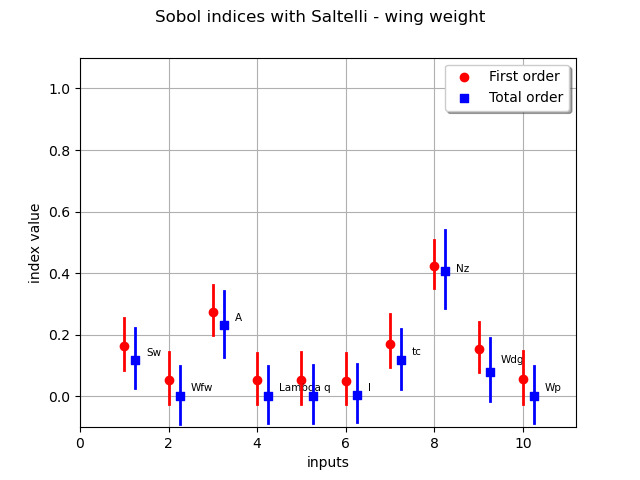 Sobol indices with Saltelli - wing weight
First order
Total order
index value
1.0
0.8
0.6
0.4
0.2
0.0
Sw
Wfw
A
Lambda q
l
tc
Nz
Wdg
Wp
0
2
4
6
8
10
inputs